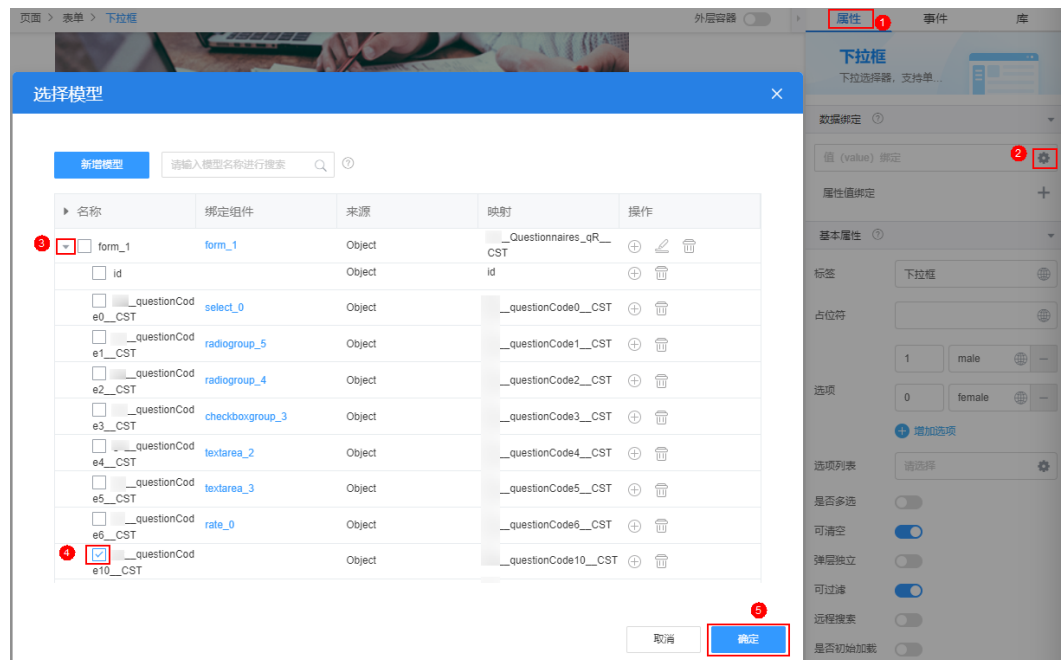 页面 > 表单 > 下拉框
外层容器
属性 1 事件 库
下拉框
下拉选择器，支持单...
数据绑定
值 (value) 绑定 2
属性值绑定
基本属性
标签 下拉框
占位符
1 male
选项
0 female
增加选项
选项列表 请选择
是否多选
可清空
弹层独立
可过滤
远程搜索
是否初始加载
选择模型
新增模型 请输入模型名称进行搜索
名称 绑定组件 来源 映射 操作
3 form_1 form_1 Object __Questionnaires_qR__
CST
id Object id
__questionCod
e0__CST select_0 Object __questionCode0__CST
__questionCod
e1__CST radiogroup_5 Object __questionCode1__CST
__questionCod
e2__CST radiogroup_4 Object __questionCode2__CST
__questionCod
e3__CST checkboxgroup_3 Object __questionCode3__CST
__questionCod
e4__CST textarea_2 Object __questionCode4__CST
__questionCod
e5__CST textarea_3 Object __questionCode5__CST
__questionCod
e6__CST rate_0 Object __questionCode6__CST
4 __questionCod
e10__CST Object __questionCode10__CST
5
取消 确定